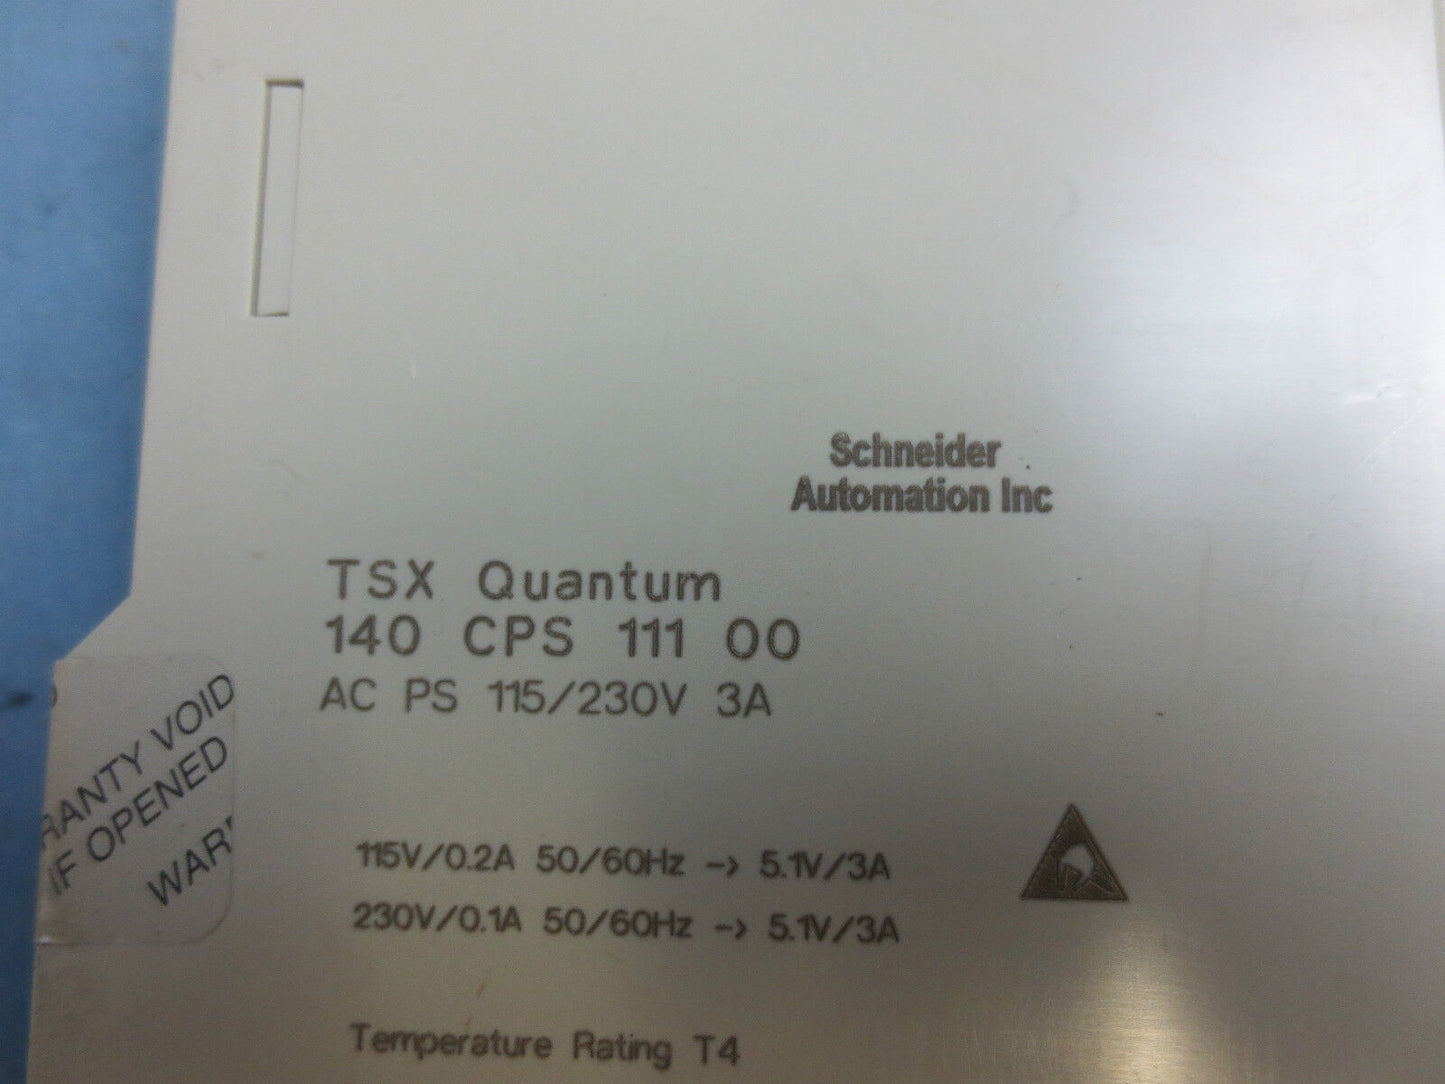 Schneider
Automation Inc
TSX Quantum
140 CPS 111 00
AC PS 115/230V 3A
RANTY VOID
IF OPENED
WAR
115V/0.2A 50/60Hz -> 5.1V/3A
230V/0.1A 50/60Hz -> 5.1V/3A
Temperature Rating T4